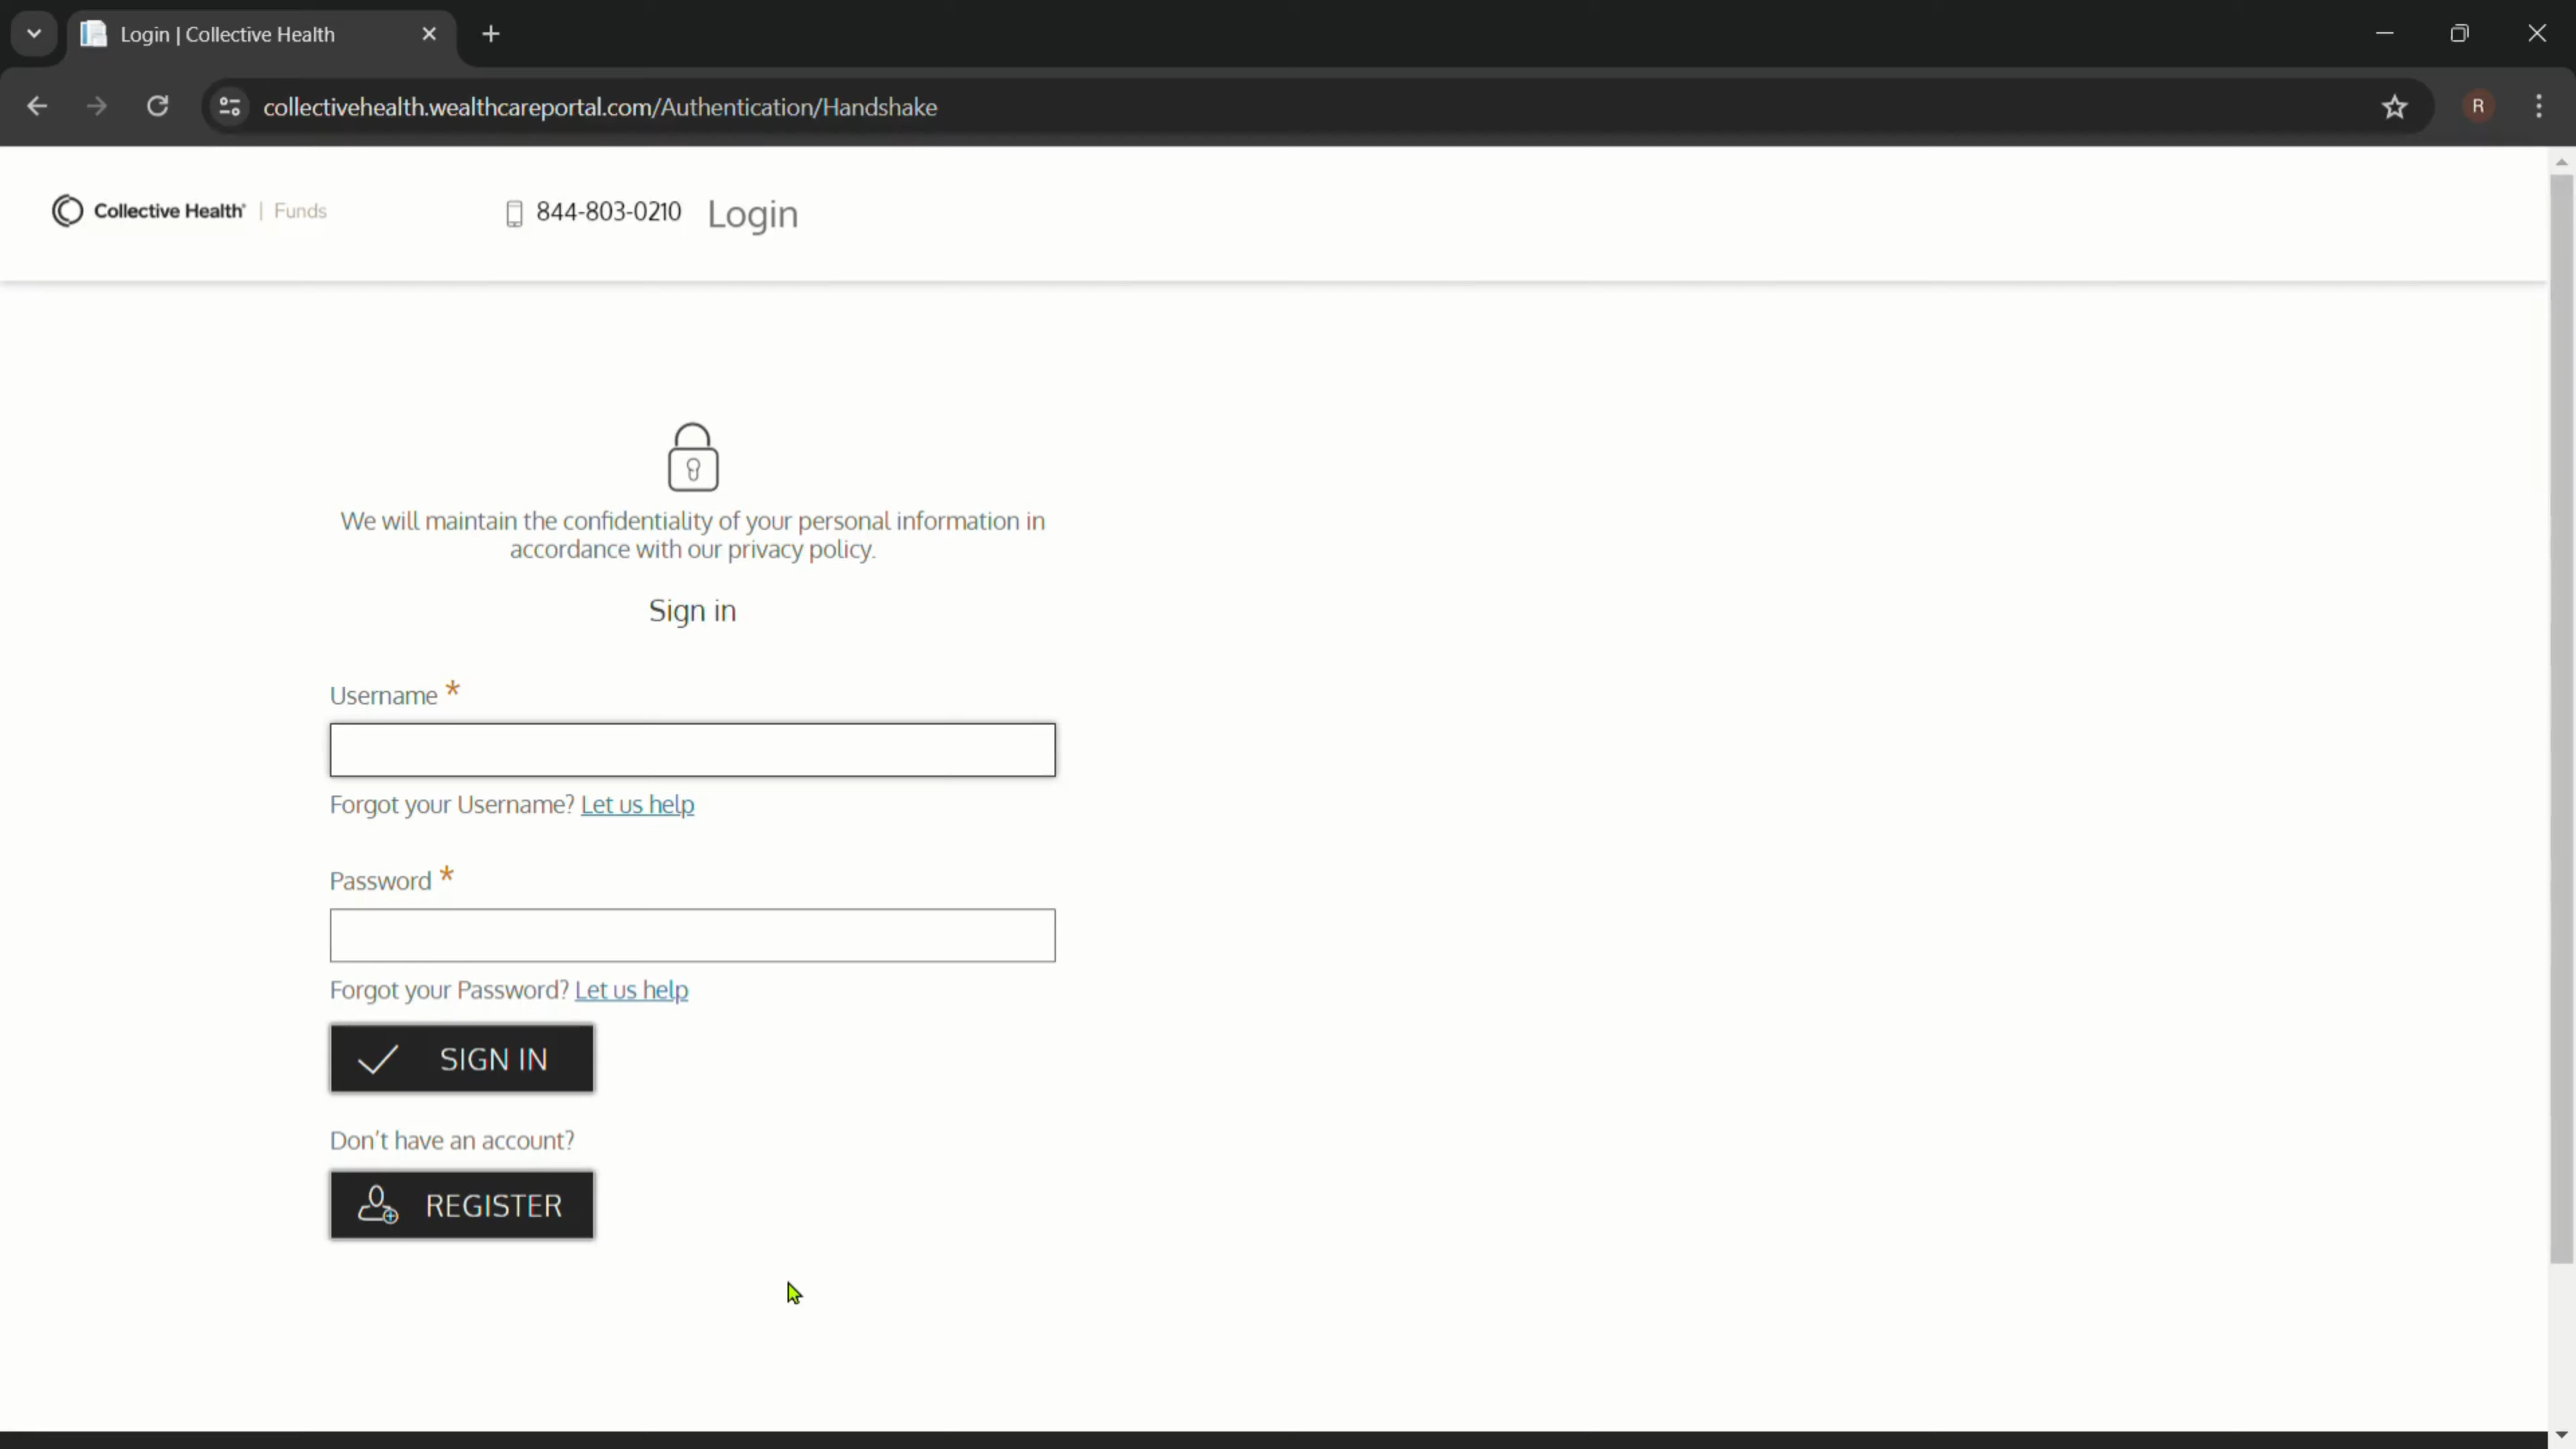 Login | Collective Health
collectivehealth.wealthcareportal.com/Authentication/Handshake
R
Collective Health® | Funds
844-803-0210
Login
We will maintain the confidentiality of your personal information in
accordance with our privacy policy.
Sign in
Username *
Forgot your Username? Let us help
Password *
Forgot your Password? Let us help
SIGN IN
Don't have an account?
REGISTER